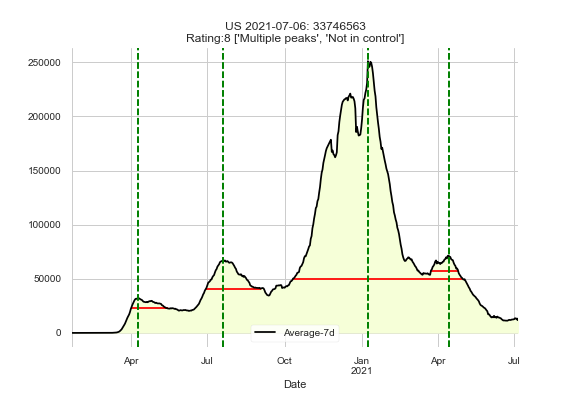 US 2021-07-06: 33746563
Rating:8 ['Multiple peaks', 'Not in control']
250000
200000
150000
100000
50000
0
Average-7d
Apr Jul Oct Jan Apr Jul
2021
Date